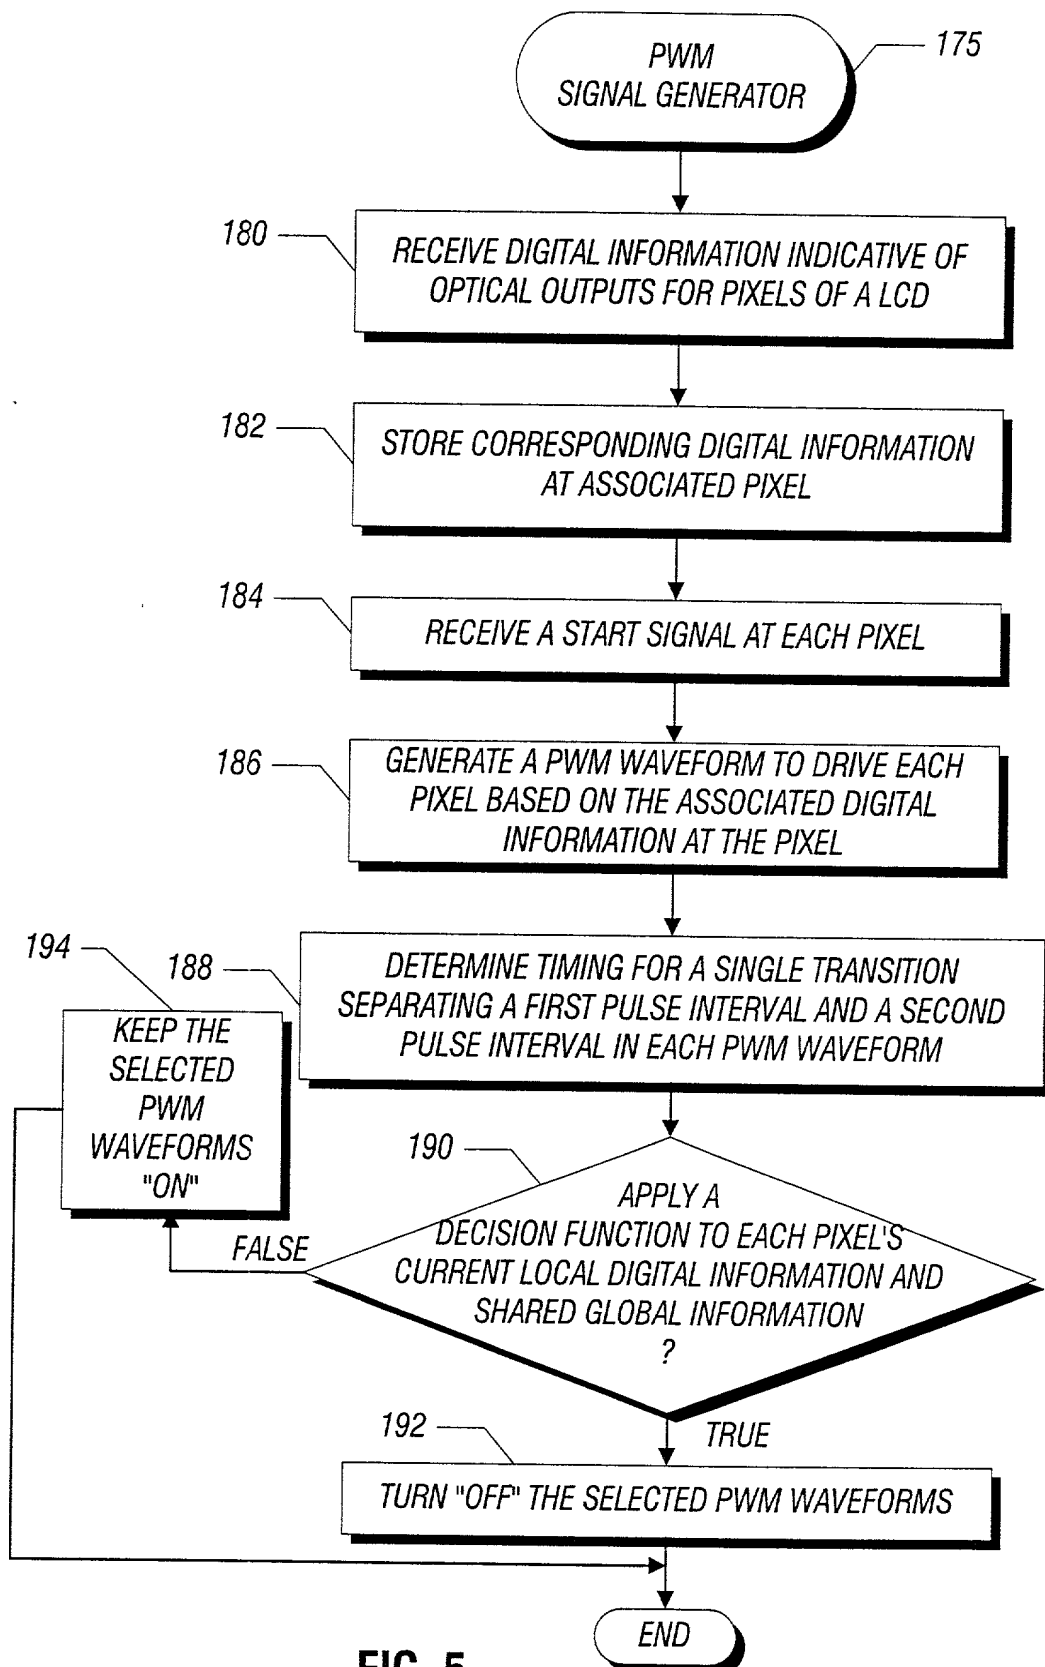 PWM
SIGNAL GENERATOR
175
180
RECEIVE DIGITAL INFORMATION INDICATIVE OF
OPTICAL OUTPUTS FOR PIXELS OF A LCD
182
STORE CORRESPONDING DIGITAL INFORMATION
AT ASSOCIATED PIXEL
184
RECEIVE A START SIGNAL AT EACH PIXEL
186
GENERATE A PWM WAVEFORM TO DRIVE EACH
PIXEL BASED ON THE ASSOCIATED DIGITAL
INFORMATION AT THE PIXEL
188
DETERMINE TIMING FOR A SINGLE TRANSITION
SEPARATING A FIRST PULSE INTERVAL AND A SECOND
PULSE INTERVAL IN EACH PWM WAVEFORM
194
KEEP THE
SELECTED
PWM
WAVEFORMS
"ON"
190
APPLY A
DECISION FUNCTION TO EACH PIXEL'S
CURRENT LOCAL DIGITAL INFORMATION AND
SHARED GLOBAL INFORMATION
?
FALSE
TRUE
192
TURN "OFF" THE SELECTED PWM WAVEFORMS
END
FIG. 5